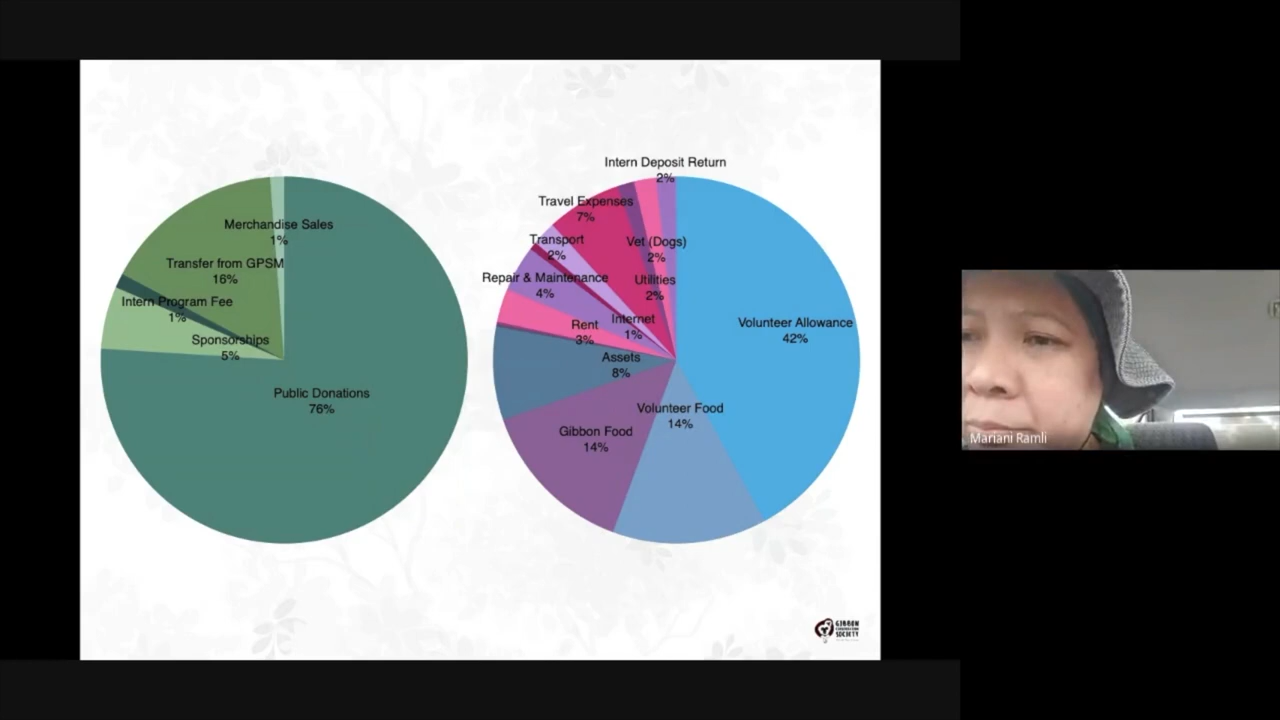 Merchandise Sales
1%
Transfer from GPSM
16%
Intern Program Fee
1%
Sponsorships
5%
Public Donations
76%
Intern Deposit Return
2%
Travel Expenses
7%
Transport
2%
Vet (Dogs)
2%
Repair & Maintenance
4%
Utilities
2%
Internet
1%
Rent
3%
Assets
8%
Volunteer Allowance
42%
Volunteer Food
14%
Gibbon Food
14%
Mariani Ramli
GIBBON
SOCIETY